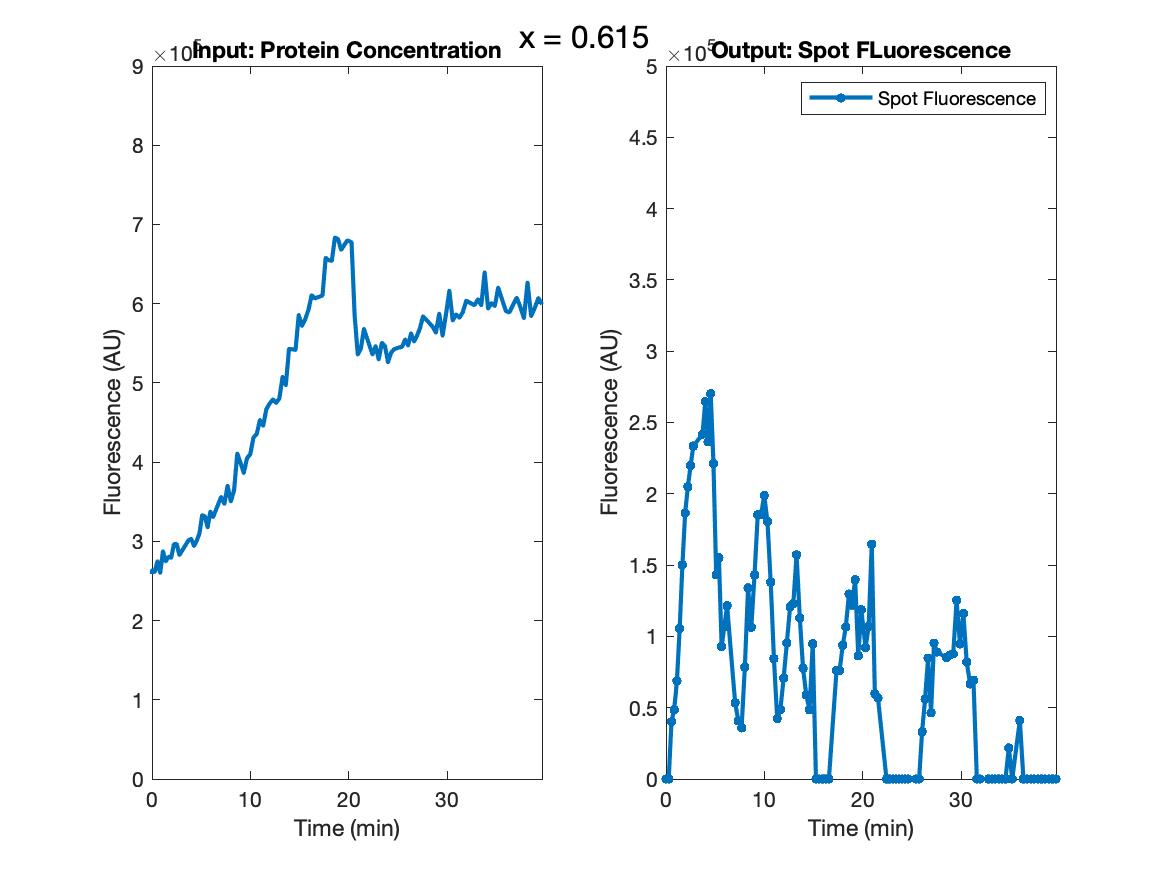 x = 0.615
×10⁵
Input: Protein Concentration
9
8
7
6
5
4
3
2
1
0
0 10 20 30
Fluorescence (AU)
Time (min)
×10⁵
Output: Spot FLuorescence
Spot Fluorescence
5
4.5
4
3.5
3
2.5
2
1.5
1
0.5
0
0 10 20 30
Fluorescence (AU)
Time (min)